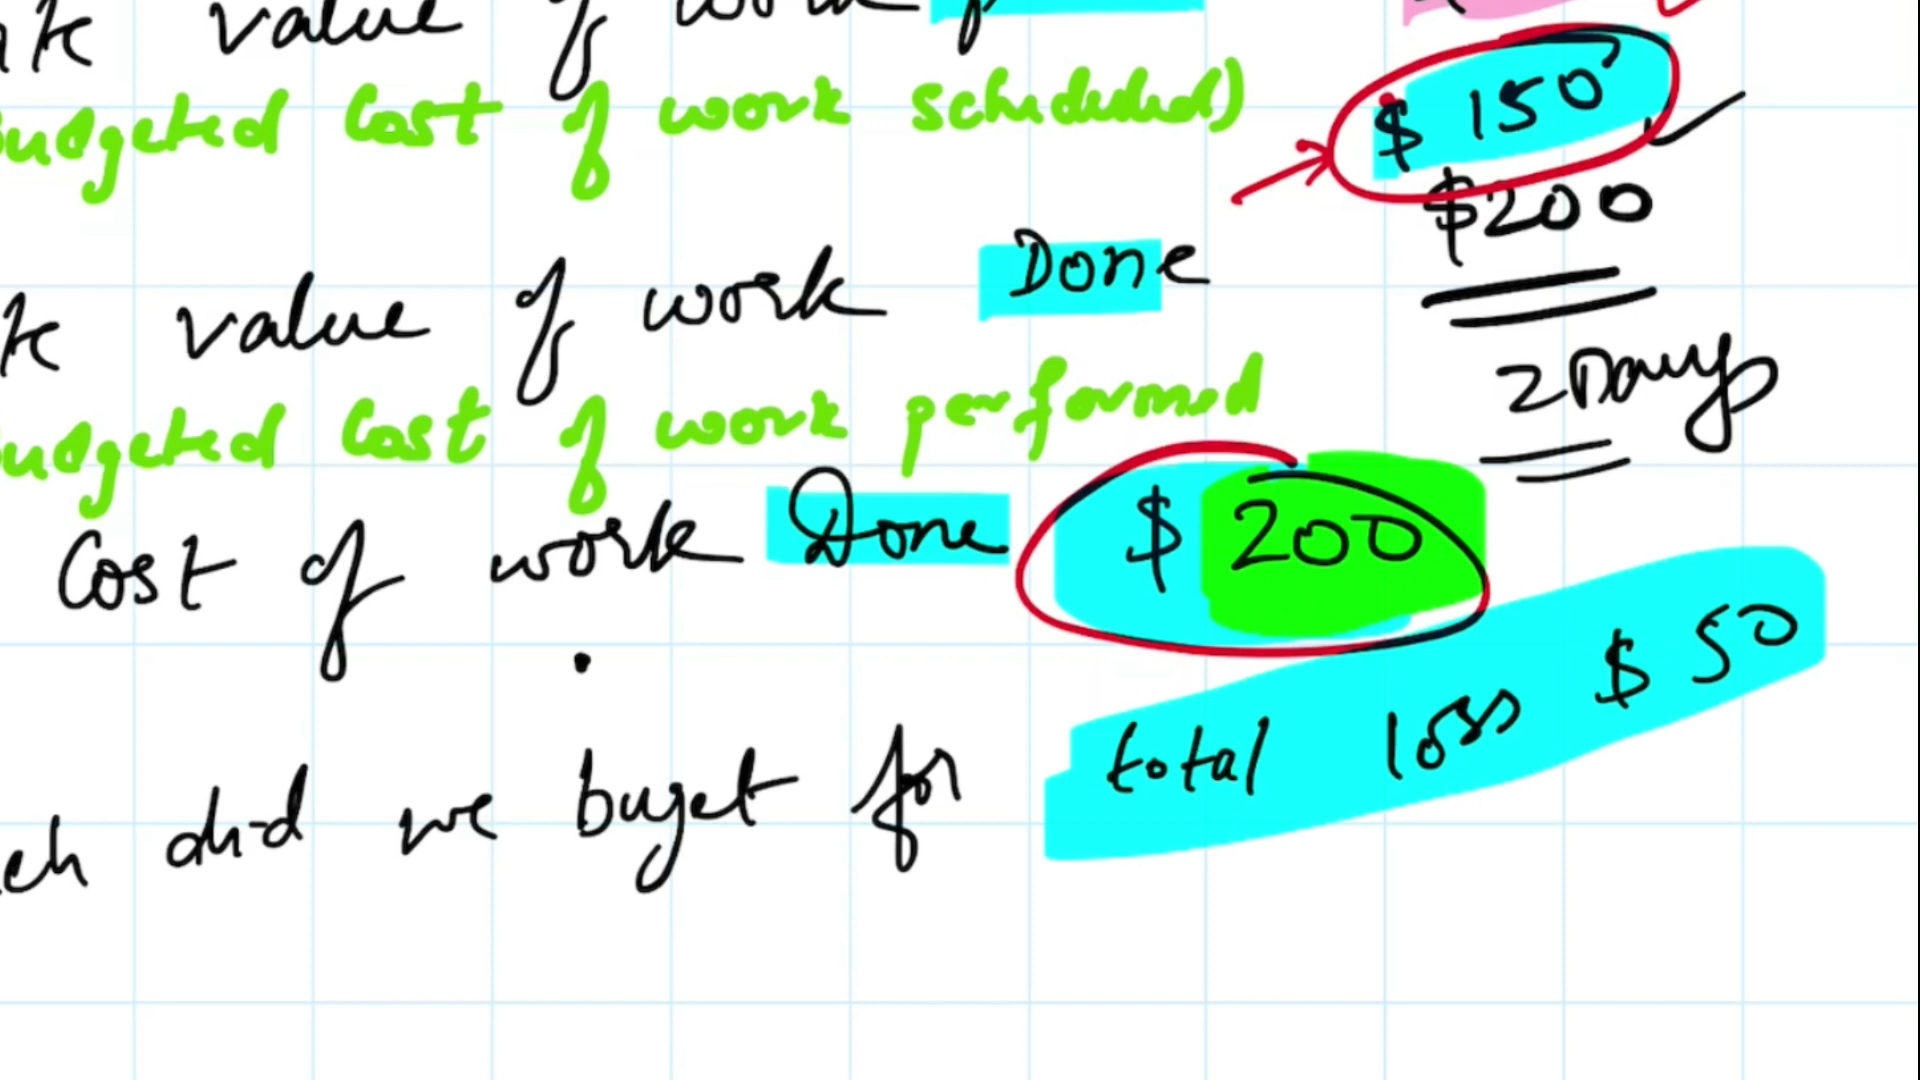 value of work
udgeted Cost of work scheduled)
$ 150
$200
value of work Done
2 Days
udgeted Cost of work performed
Cost of work Done $ 200
did we buget for total loss $ 50